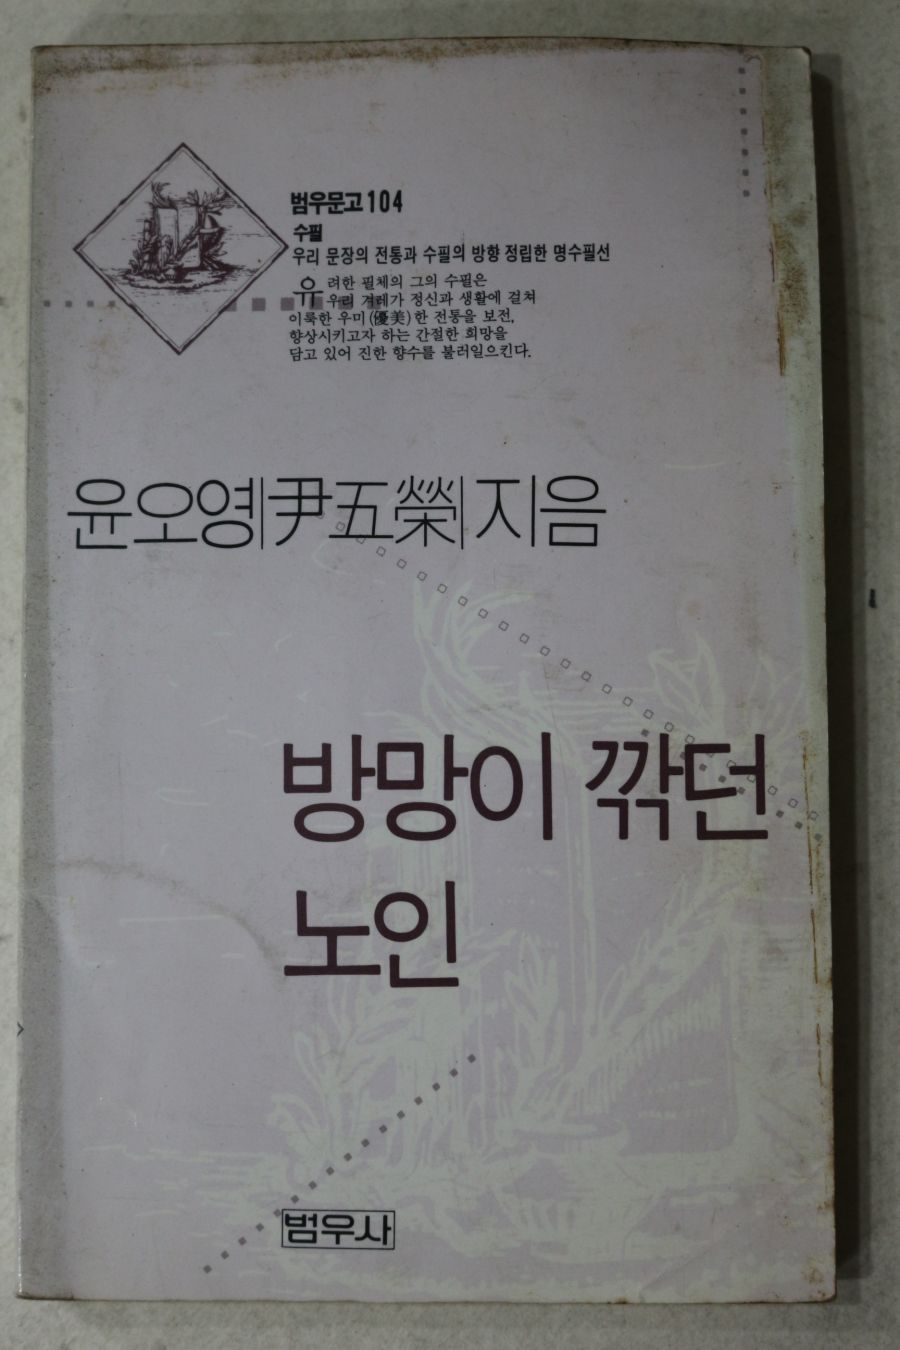 범우문고 104
수필
우리 문장의 전통과 수필의 방향 정립한 명수필선
유려한 필체의 그의 수필은
우리 겨레가 정신과 생활에 걸쳐
이룩한 우미(優美)한 전통을 보전,
향상시키고자 하는 간절한 희망을
담고 있어 진한 향수를 불러일으킨다.
윤오영|尹五榮|지음
방망이 깎던
노인
범우사